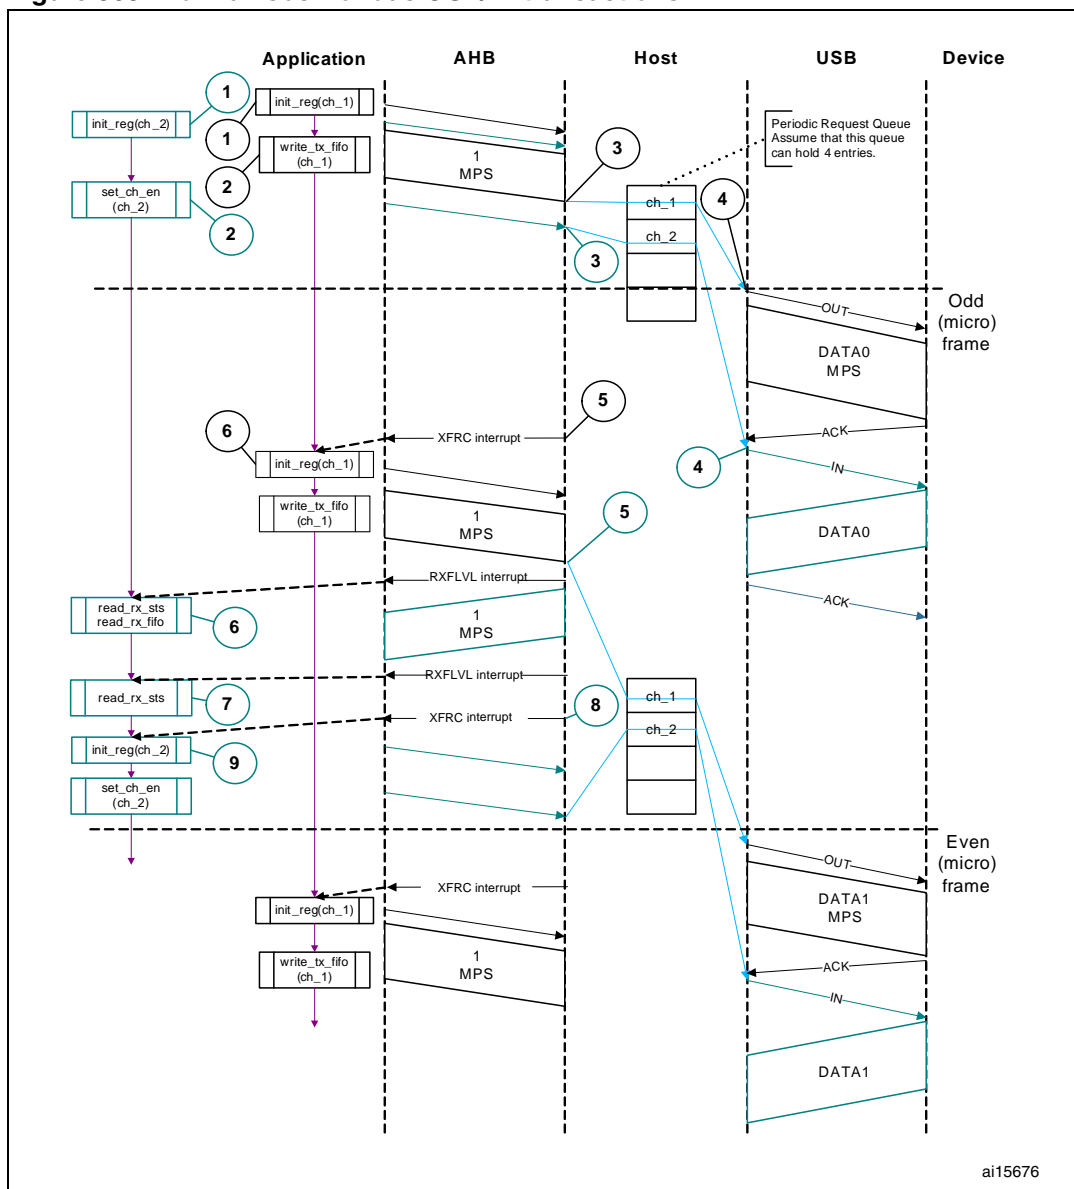 Application AHB Host USB Device
1
init_reg(ch_1)
init_reg(ch_2)
1
Periodic Request Queue
Assume that this queue
can hold 4 entries.
write_tx_fifo
(ch_1)
1
MPS
3
2
set_ch_en
(ch_2)
4
ch_1
2
ch_2
3
OUT
Odd
(micro)
frame
DATA0
MPS
5
ACK
6
XFRC interrupt
init_reg(ch_1)
4
IN
write_tx_fifo
(ch_1)
1
MPS
5
DATA0
RXFLVL interrupt
read_rx_sts
read_rx_fifo
6
1
MPS
ACK
RXFLVL interrupt
read_rx_sts
7
ch_1
8
XFRC interrupt
ch_2
init_reg(ch_2)
9
set_ch_en
(ch_2)
Even
(micro)
frame
OUT
XFRC interrupt
DATA1
MPS
init_reg(ch_1)
write_tx_fifo
(ch_1)
1
MPS
ACK
IN
DATA1
ai15676